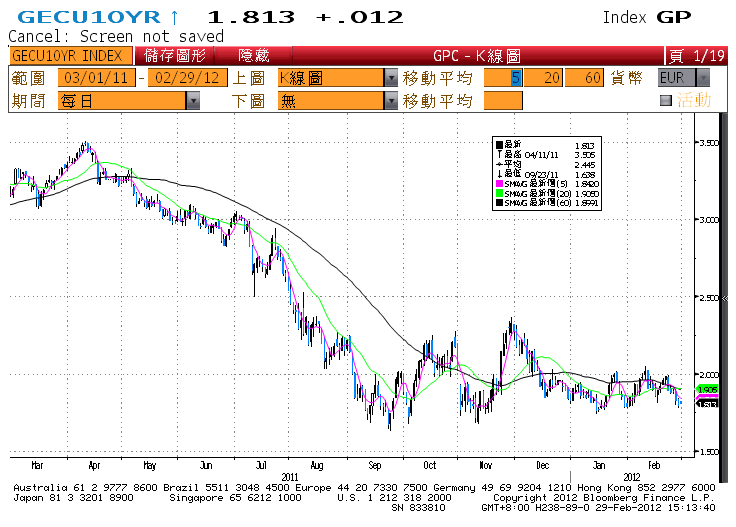 GECU10YR ↑ 1.813 +.012 Index GP
Cancel: Screen not saved
GECU10YR INDEX 儲存圖形 隱藏 GPC - K線圖 頁 1/19
範圍 03/01/11 - 02/29/12 上圖 K線圖 移動平均 5 20 60 貨幣 EUR
期間 每日 下圖 無 移動平均 活動
最新 1.813
最高 04/11/11 3.505
平均 2.445
最低 09/23/11 1.638
SMAVG 最新價(5) 1.8420
SMAVG 最新價(20) 1.9050
SMAVG 最新價(60) 1.8991
3.500
3.000
2.500
2.000
1.905
1.813
1.500
Mar Apr May Jun Jul Aug Sep Oct Nov Dec Jan Feb
2011 2012
Australia 61 2 9777 8600 Brazil 5511 3048 4500 Europe 44 20 7330 7500 Germany 49 69 9204 1210 Hong Kong 852 2977 6000
Japan 81 3 3201 8900 Singapore 65 6212 1000 U.S. 1 212 318 2000 Copyright 2012 Bloomberg Finance L.P.
SN 833810 GMT+8:00 H238-89-0 29-Feb-2012 15:13:40